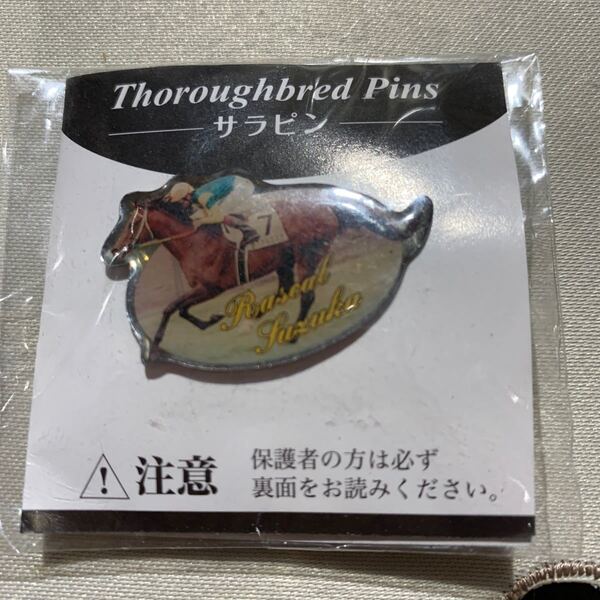 Thoroughbred Pins
サラピン
7
Rascal
Suzuka
注意
保護者の方は必ず
裏面をお読みください。